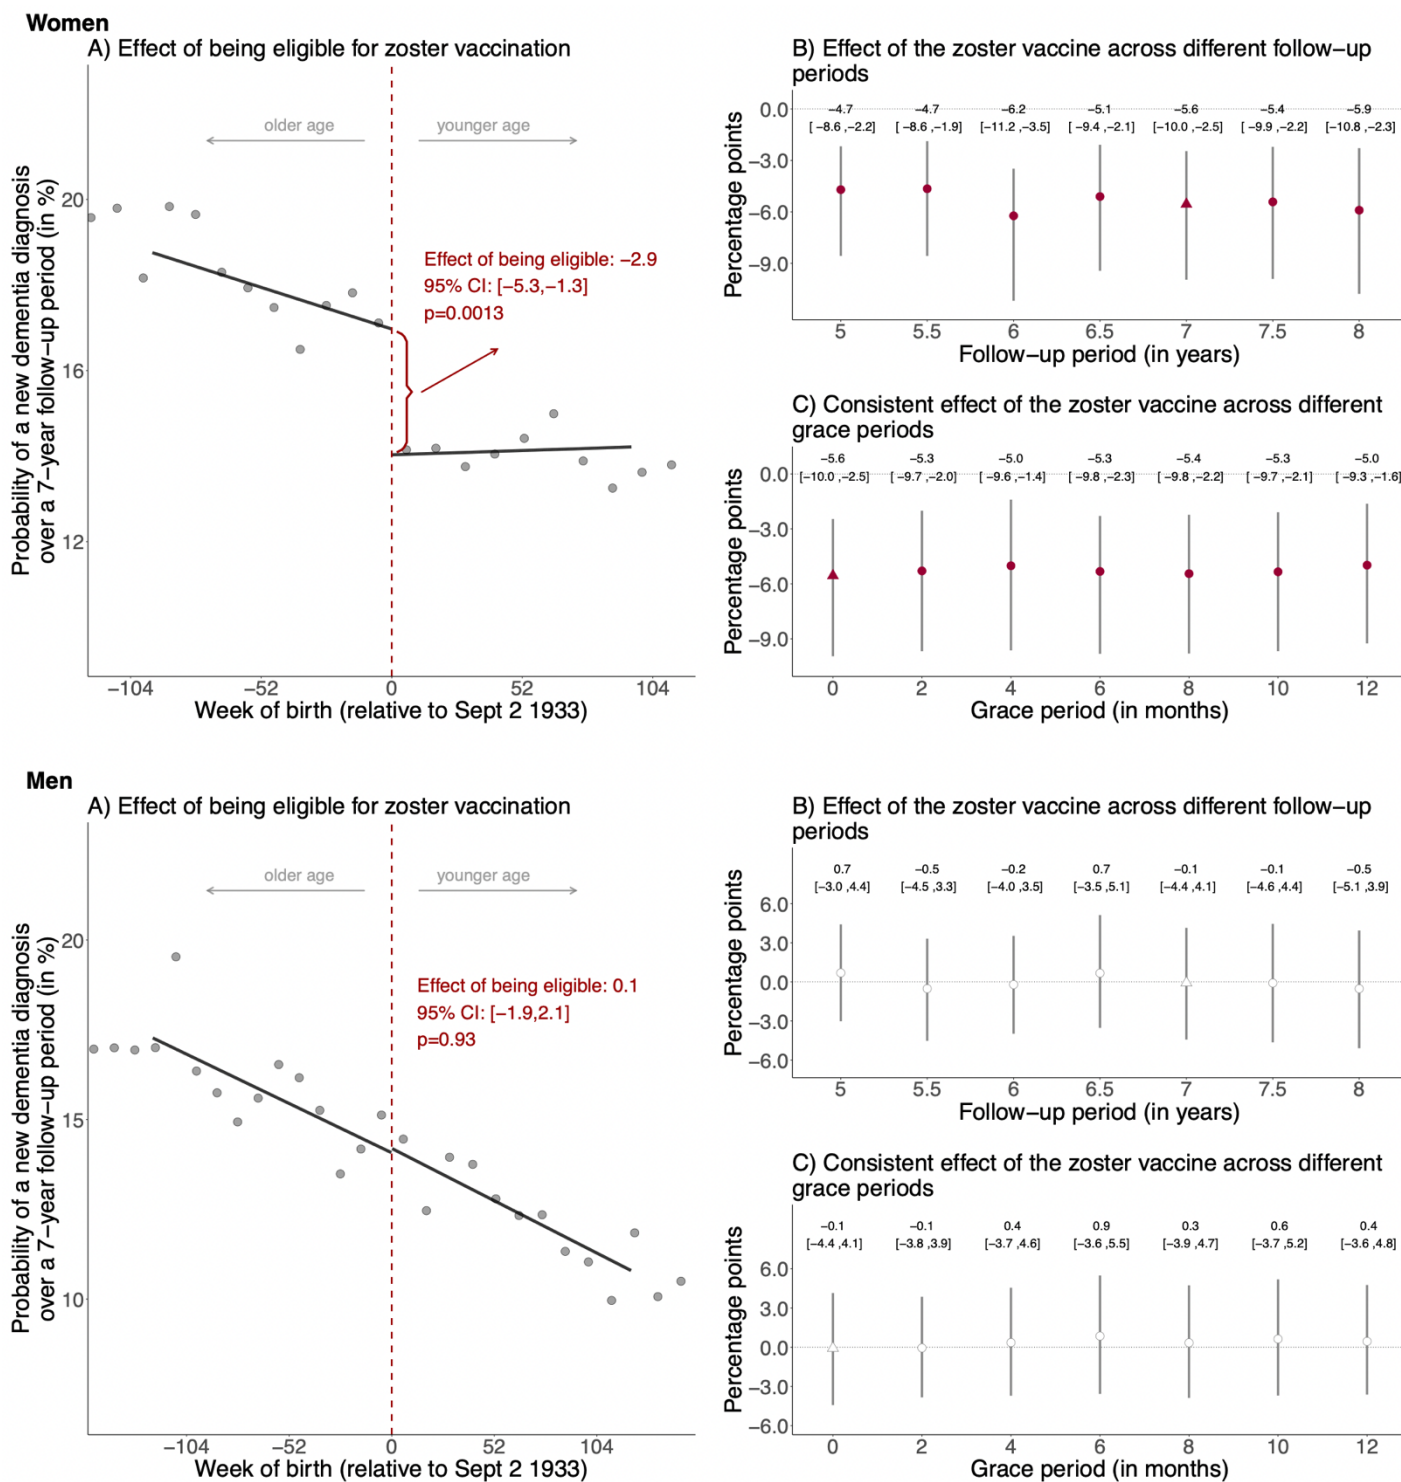 Women
A) Effect of being eligible for zoster vaccination
Probability of a new dementia diagnosis
over a 7−year follow−up period (in %)
older age
younger age
20
16
12
Effect of being eligible: −2.9
95% CI: [−5.3,−1.3]
p=0.0013
−104 −52 0 52 104
Week of birth (relative to Sept 2 1933)
B) Effect of the zoster vaccine across different follow−up
periods
Percentage points
0.0
−3.0
−6.0
−9.0
−4.7 −4.7 −6.2 −5.1 −5.6 −5.4 −5.9
[ −8.6 ,−2.2] [ −8.6 ,−1.9] [−11.2 ,−3.5] [ −9.4 ,−2.1] [−10.0 ,−2.5] [ −9.9 ,−2.2] [−10.8 ,−2.3]
5 5.5 6 6.5 7 7.5 8
Follow−up period (in years)
C) Consistent effect of the zoster vaccine across different
grace periods
Percentage points
0.0
−3.0
−6.0
−9.0
−5.6 −5.3 −5.0 −5.3 −5.4 −5.3 −5.0
[−10.0 ,−2.5] [ −9.7 ,−2.0] [ −9.6 ,−1.4] [ −9.8 ,−2.3] [ −9.8 ,−2.2] [ −9.7 ,−2.1] [ −9.3 ,−1.6]
0 2 4 6 8 10 12
Grace period (in months)
Men
A) Effect of being eligible for zoster vaccination
Probability of a new dementia diagnosis
over a 7−year follow−up period (in %)
older age
younger age
20
15
10
Effect of being eligible: 0.1
95% CI: [−1.9,2.1]
p=0.93
−104 −52 0 52 104
Week of birth (relative to Sept 2 1933)
B) Effect of the zoster vaccine across different follow−up
periods
Percentage points
6.0
3.0
0.0
−3.0
−6.0
0.7 −0.5 −0.2 0.7 −0.1 −0.1 −0.5
[−3.0 ,4.4] [−4.5 ,3.3] [−4.0 ,3.5] [−3.5 ,5.1] [−4.4 ,4.1] [−4.6 ,4.4] [−5.1 ,3.9]
5 5.5 6 6.5 7 7.5 8
Follow−up period (in years)
C) Consistent effect of the zoster vaccine across different
grace periods
Percentage points
6.0
3.0
0.0
−3.0
−6.0
−0.1 −0.1 0.4 0.9 0.3 0.6 0.4
[−4.4 ,4.1] [−3.8 ,3.9] [−3.7 ,4.6] [−3.6 ,5.5] [−3.9 ,4.7] [−3.7 ,5.2] [−3.6 ,4.8]
0 2 4 6 8 10 12
Grace period (in months)